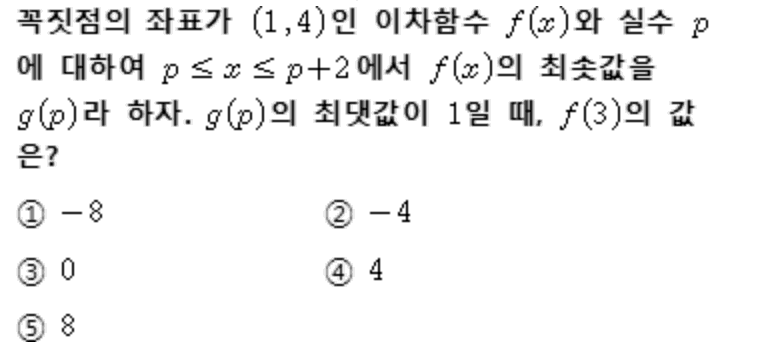 꼭짓점의 좌표가 (1,4)인 이차함수 f(x)와 실수 p
에 대하여 p≤x≤p+2에서 f(x)의 최솟값을
g(p)라 하자. g(p)의 최댓값이 1일 때, f(3)의 값
은?
① -8 ② -4
③ 0 ④ 4
⑤ 8